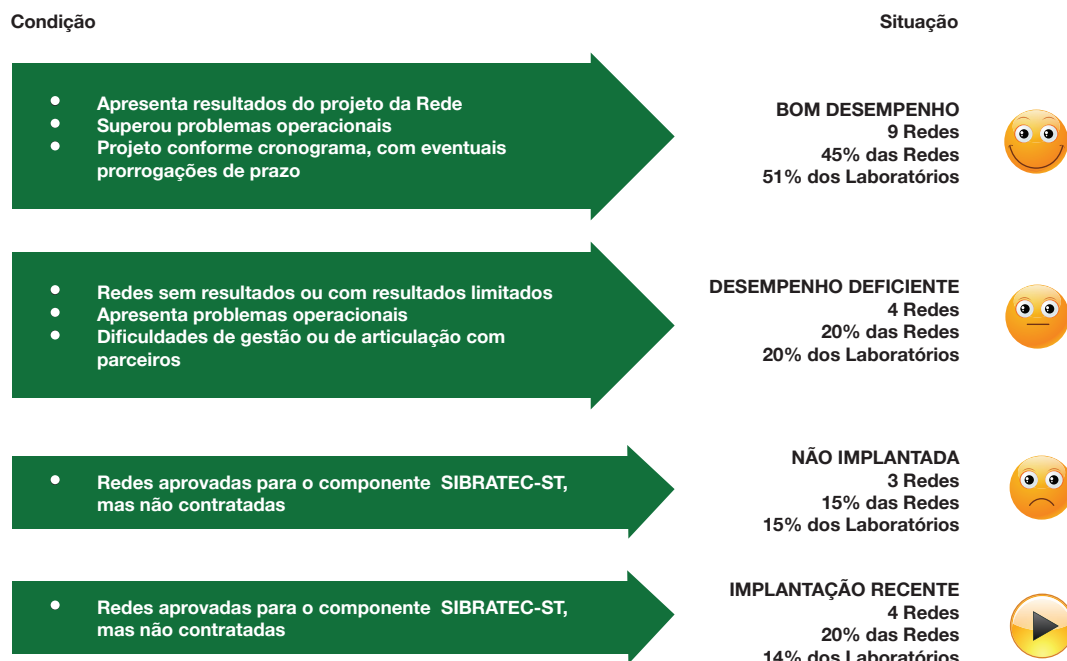 Condição
Situação
• Apresenta resultados do projeto da Rede
• Superou problemas operacionais
• Projeto conforme cronograma, com eventuais
prorrogações de prazo
BOM DESEMPENHO
9 Redes
45% das Redes
51% dos Laboratórios
• Redes sem resultados ou com resultados limitados
• Apresenta problemas operacionais
• Dificuldades de gestão ou de articulação com
parceiros
DESEMPENHO DEFICIENTE
4 Redes
20% das Redes
20% dos Laboratórios
• Redes aprovadas para o componente SIBRATEC-ST,
mas não contratadas
NÃO IMPLANTADA
3 Redes
15% das Redes
15% dos Laboratórios
• Redes aprovadas para o componente SIBRATEC-ST,
mas não contratadas
IMPLANTAÇÃO RECENTE
4 Redes
20% das Redes
14% dos Laboratórios